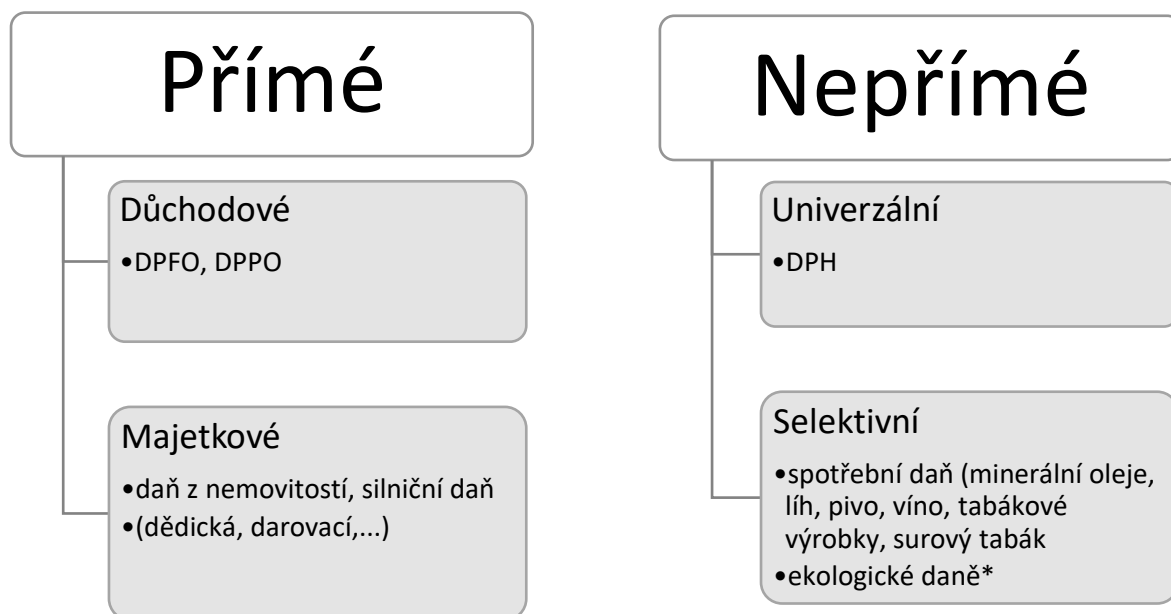 Přímé
Důchodové
•DPFO, DPPO
Majetkové
•daň z nemovitostí, silniční daň
•(dědická, darovací,...)
Nepřímé
Univerzální
•DPH
Selektivní
•spotřební daň (minerální oleje,
líh, pivo, víno, tabákové
výrobky, surový tabák
•ekologické daně*